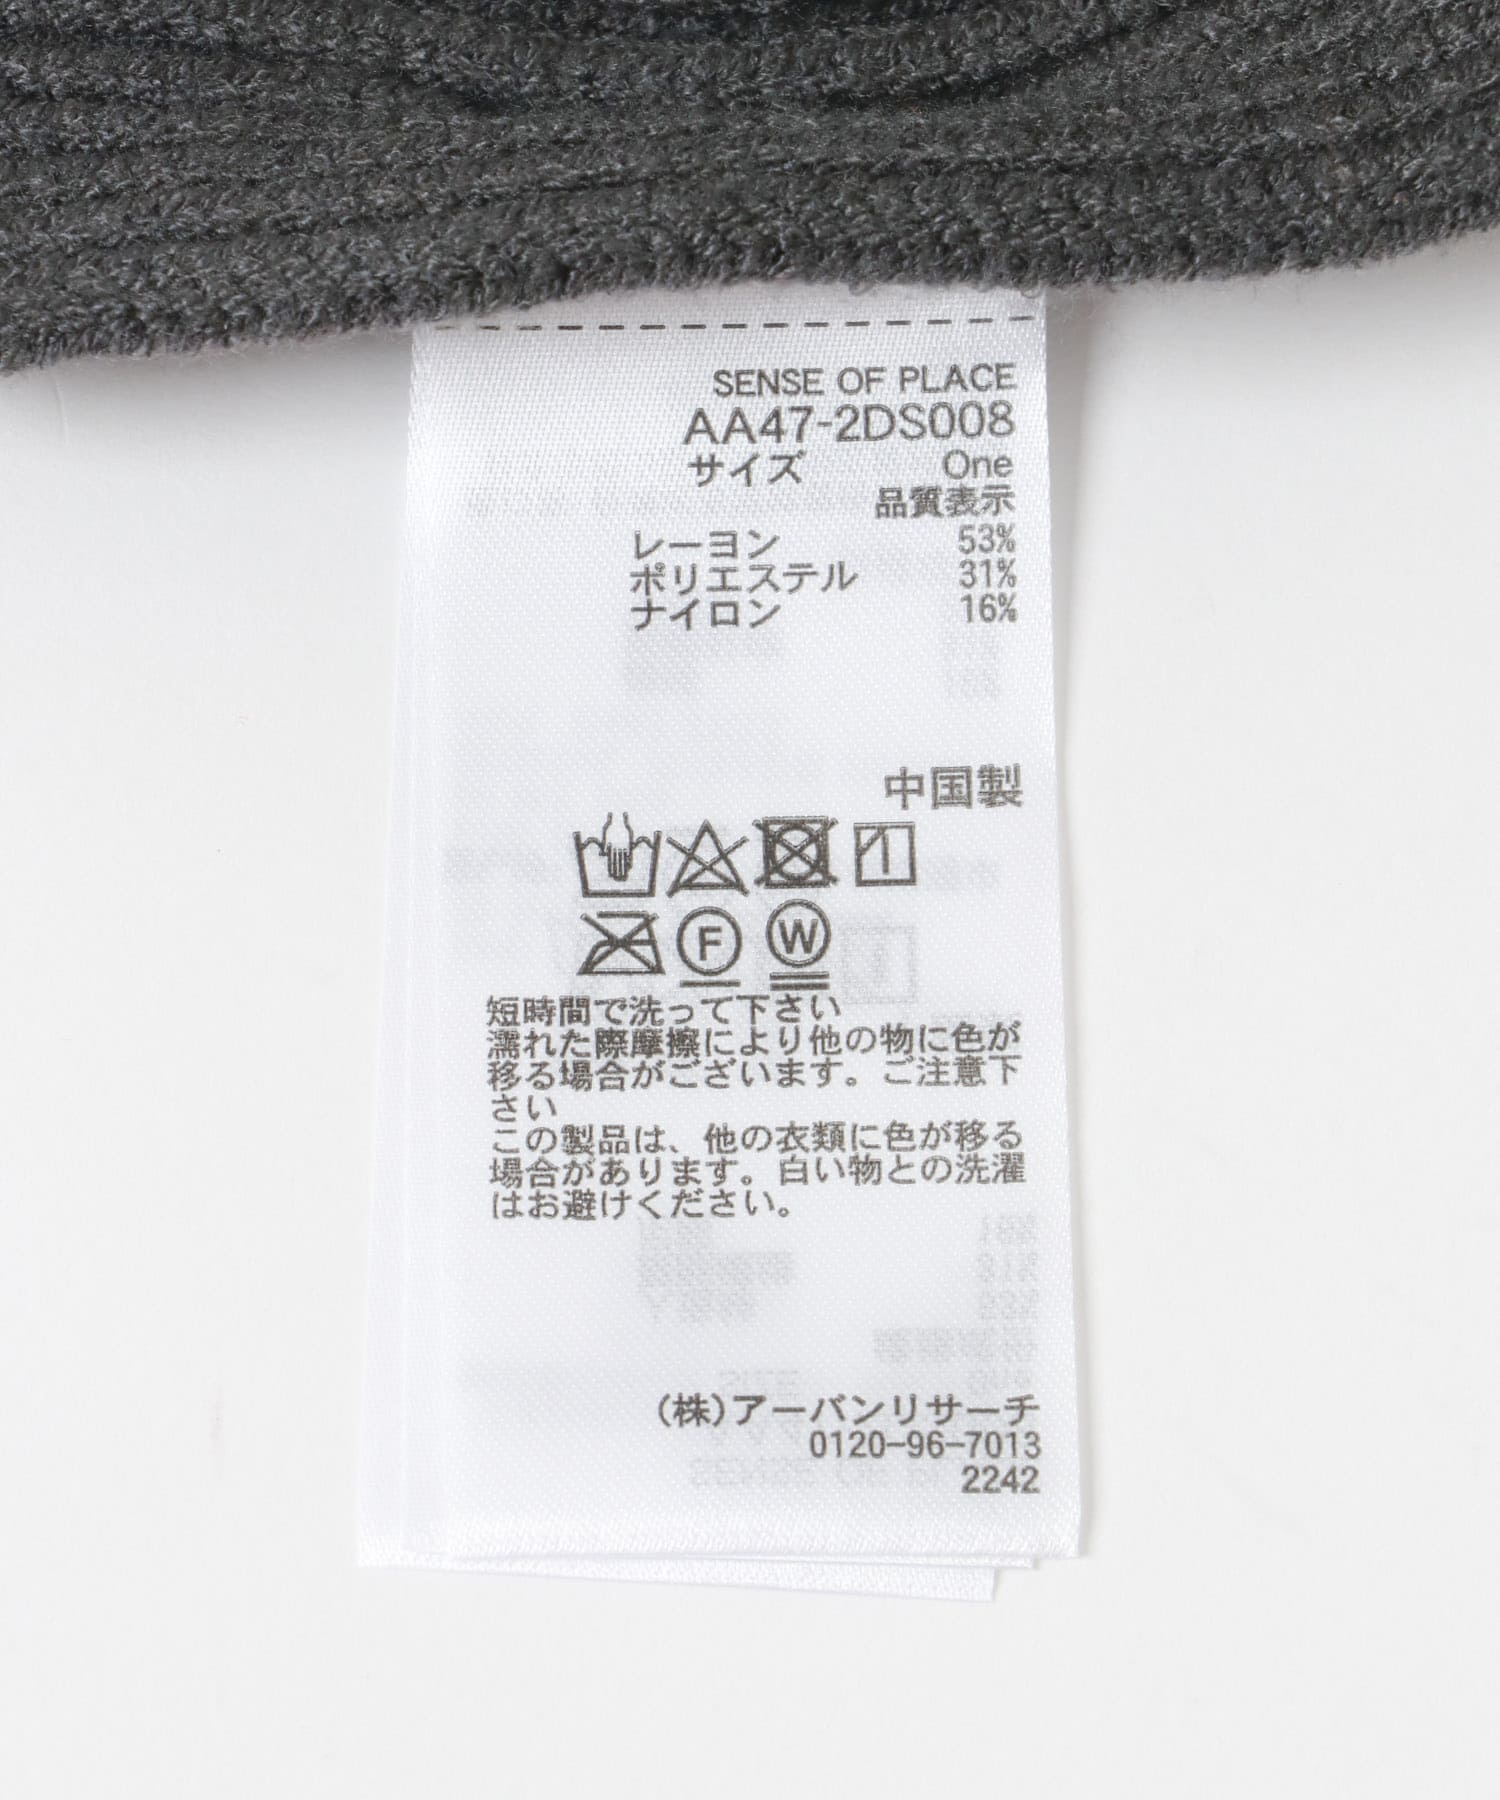 SENSE OF PLACE
AA47-2DS008
サイズ One
品質表示
レーヨン 53%
ポリエステル 31%
ナイロン 16%
中国製
F W
短時間で洗って下さい
濡れた際摩擦により他の物に色が
移る場合がございます。ご注意下
さい
この製品は、他の衣類に色が移る
場合があります。白い物との洗濯
はお避けください。
(株)アーバンリサーチ
0120-96-7013
2242